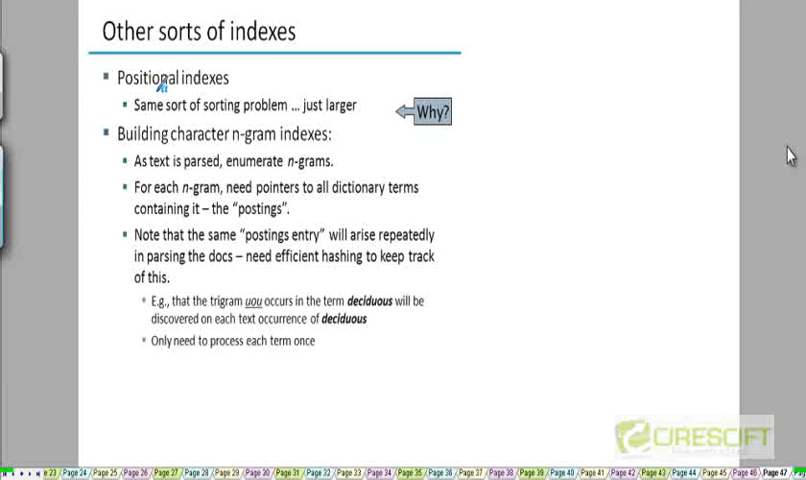 Other sorts of indexes
Positional indexes
Same sort of sorting problem ... just larger
Why?
Building character n-gram indexes:
As text is parsed, enumerate n-grams.
For each n-gram, need pointers to all dictionary terms
containing it – the “postings”.
Note that the same “postings entry” will arise repeatedly
in parsing the docs – need efficient hashing to keep track
of this.
E.g., that the trigram uou occurs in the term deciduous will be
discovered on each text occurrence of deciduous
Only need to process each term once
CIRESCIFT
e 23 Page 24 Page 25 Page 26 Page 27 Page 28 Page 29 Page 30 Page 31 Page 32 Page 33 Page 34 Page 35 Page 36 Page 37 Page 38 Page 39 Page 40 Page 41 Page 42 Page 43 Page 44 Page 45 Page 46 Page 47